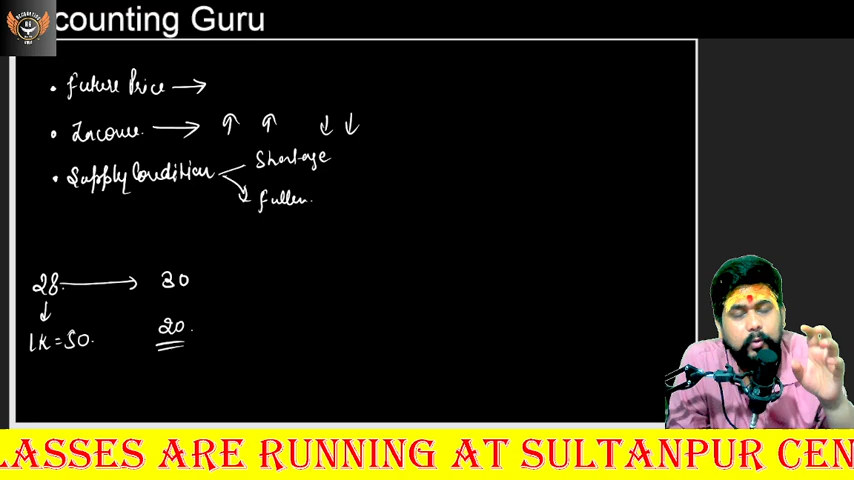 counting Guru
• Future Price →
• Income. → ↑ ↑ ↓ ↓
• Supply Condition
Shortage
fuller.
28. → 30
↓
1K = 50. 20.
LASSES ARE RUNNING AT SULTANPUR CEN